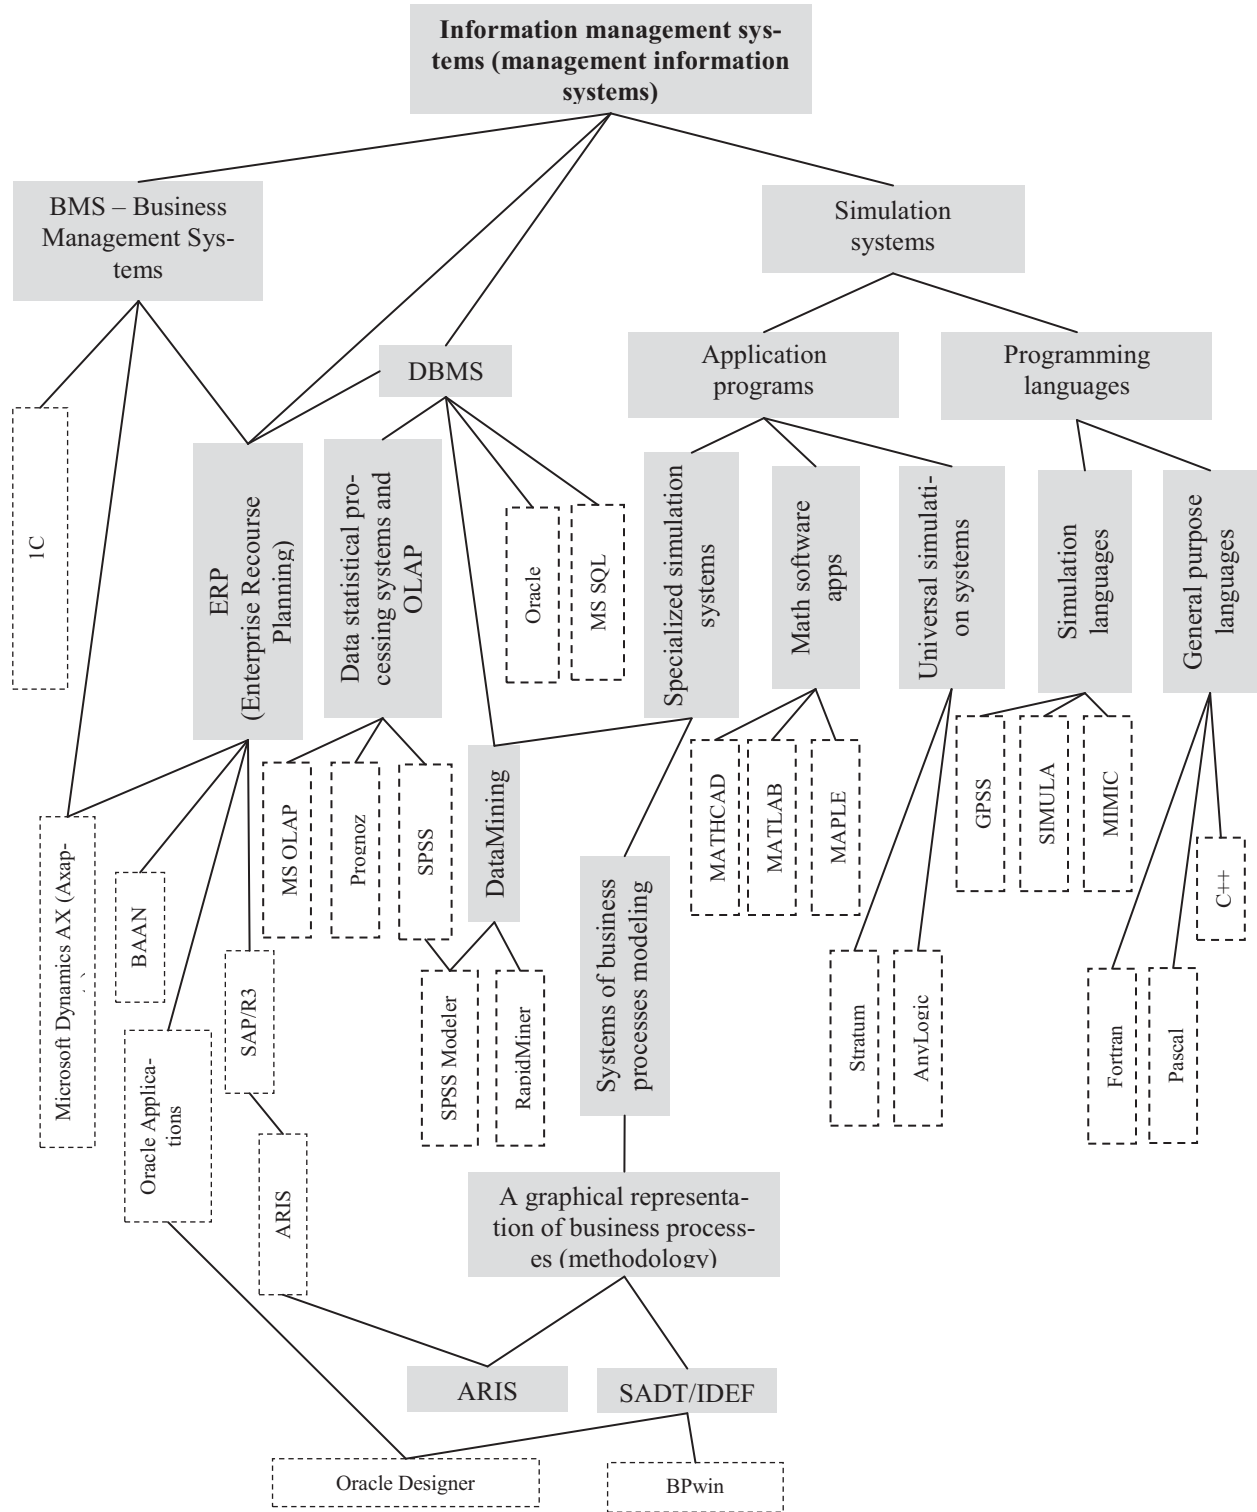 Information management sys-
tems (management information
systems)
BMS – Business
Management Sys-
tems
Simulation
systems
DBMS
Application
programs
Programming
languages
1C
ERP
(Enterprise Recourse
Planning)
Data statistical pro-
cessing systems and
OLAP
Oracle
MS SQL
Specialized simulation
systems
Math software
apps
Universal simulati-
on systems
Simulation
languages
General purpose
languages
MS OLAP
Prognoz
SPSS
DataMining
MATHCAD
MATLAB
MAPLE
GPSS
SIMULA
MIMIC
C++
Microsoft Dynamics AX (Axap-
BAAN
SAP/R3
Oracle Applica-
tions
ARIS
SPSS Modeler
RapidMiner
Systems of business
processes modeling
Stratum
AnyLogic
Fortran
Pascal
A graphical representa-
tion of business process-
es (methodology)
ARIS
SADT/IDEF
Oracle Designer
BPwin